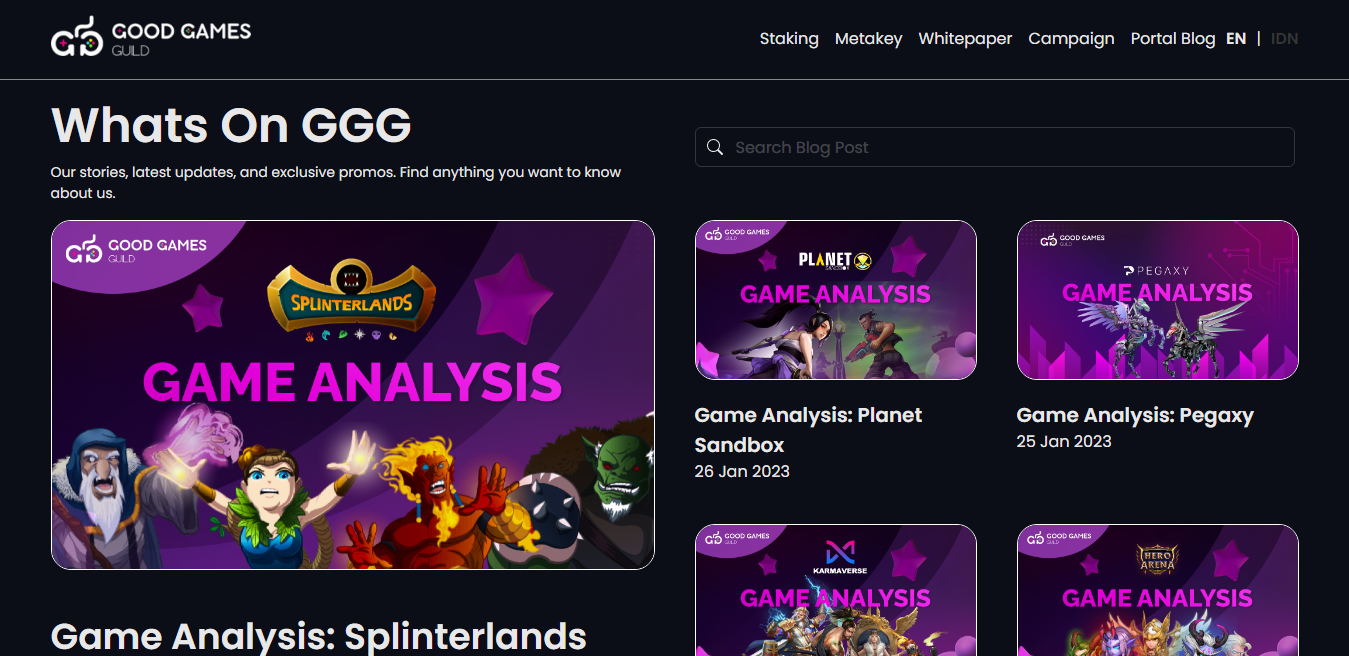 GOOD GAMES
GUILD
Staking Metakey Whitepaper Campaign Portal Blog EN | IDN
Whats On GGG
Our stories, latest updates, and exclusive promos. Find anything you want to know
about us.
Search Blog Post
GOOD GAMES
GUILD
SPLINTERLANDS
GAME ANALYSIS
Game Analysis: Splinterlands
GOOD GAMES
GUILD
PLANET
SANDBOX
GAME ANALYSIS
Game Analysis: Planet
Sandbox
26 Jan 2023
GOOD GAMES
GUILD
PEGAXY
GAME ANALYSIS
Game Analysis: Pegaxy
25 Jan 2023
GOOD GAMES
GUILD
KARMAVERSE
GAME ANALYSIS
GOOD GAMES
GUILD
HERO
ARENA
GAME ANALYSIS